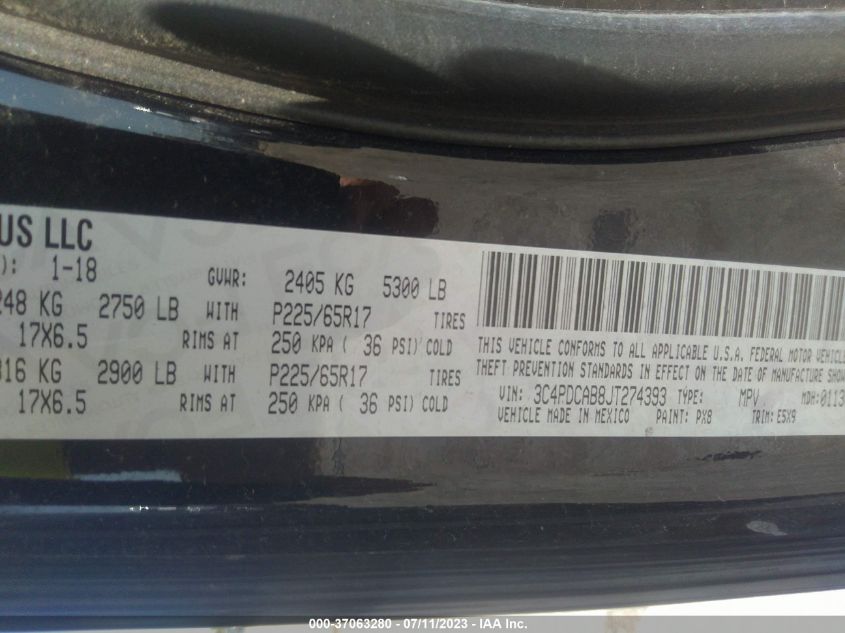 US LLC
): 1-18 GVWR: 2405 KG 5300 LB
248 KG 2750 LB WITH P225/65R17 TIRES
17X6.5 RIMS AT 250 KPA ( 36 PSI) COLD
316 KG 2900 LB WITH P225/65R17 TIRES
17X6.5 RIMS AT 250 KPA ( 36 PSI) COLD
THIS VEHICLE CONFORMS TO ALL APPLICABLE U.S.A. FEDERAL MOTOR VEHICLE
THEFT PREVENTION STANDARDS IN EFFECT ON THE DATE OF MANUFACTURE SHOW
VIN: 3C4PDCAB8JT274393 TYPE: MPV MDH: 0113
VEHICLE MADE IN MEXICO PAINT: PX8 TRIM: E5X9
000-37063280 - 07/11/2023 - IAA Inc.